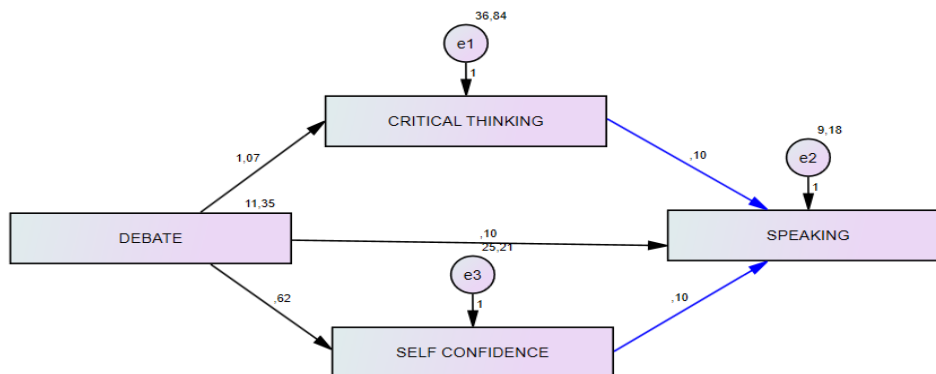 36,84
e1
1
CRITICAL THINKING
9,18
e2
1
1,07
,10
11,35
DEBATE
,10
SPEAKING
25,21
e3
1
,62
,10
SELF CONFIDENCE